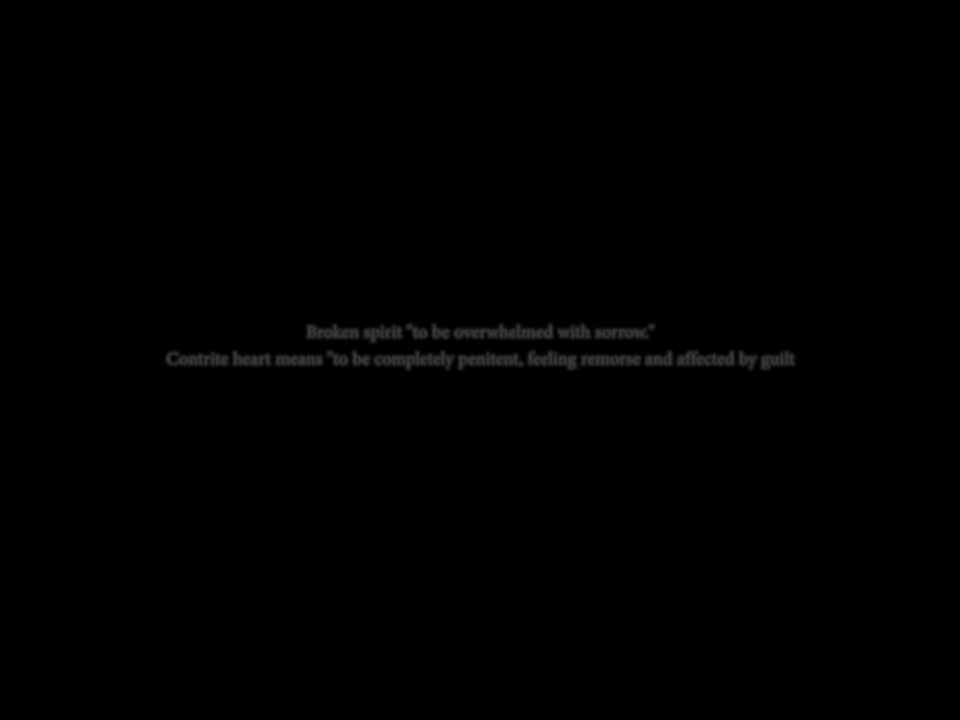 Broken spirit "to be overwhelmed with sorrow."
Contrite heart means "to be completely penitent, feeling remorse and affected by guilt